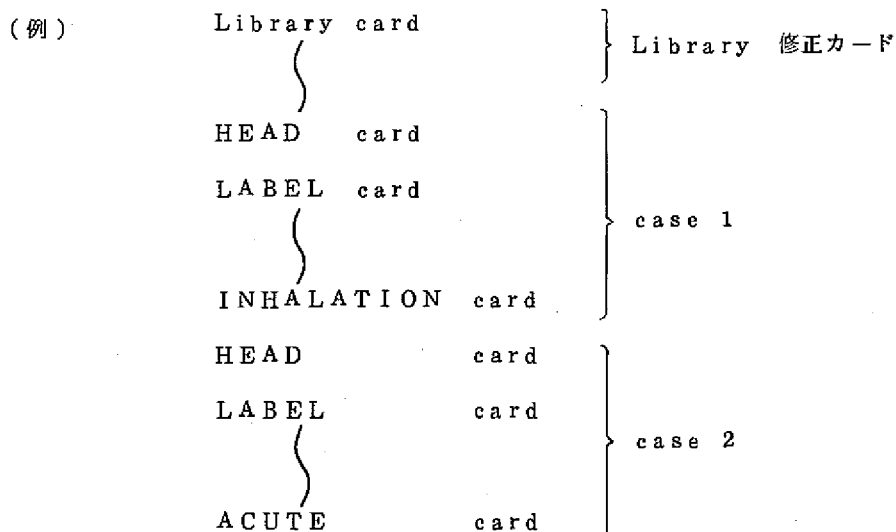 （例） Library card
Library 修正カード
HEAD card
LABEL card
case 1
INHALATION card
HEAD card
LABEL card
case 2
ACUTE card